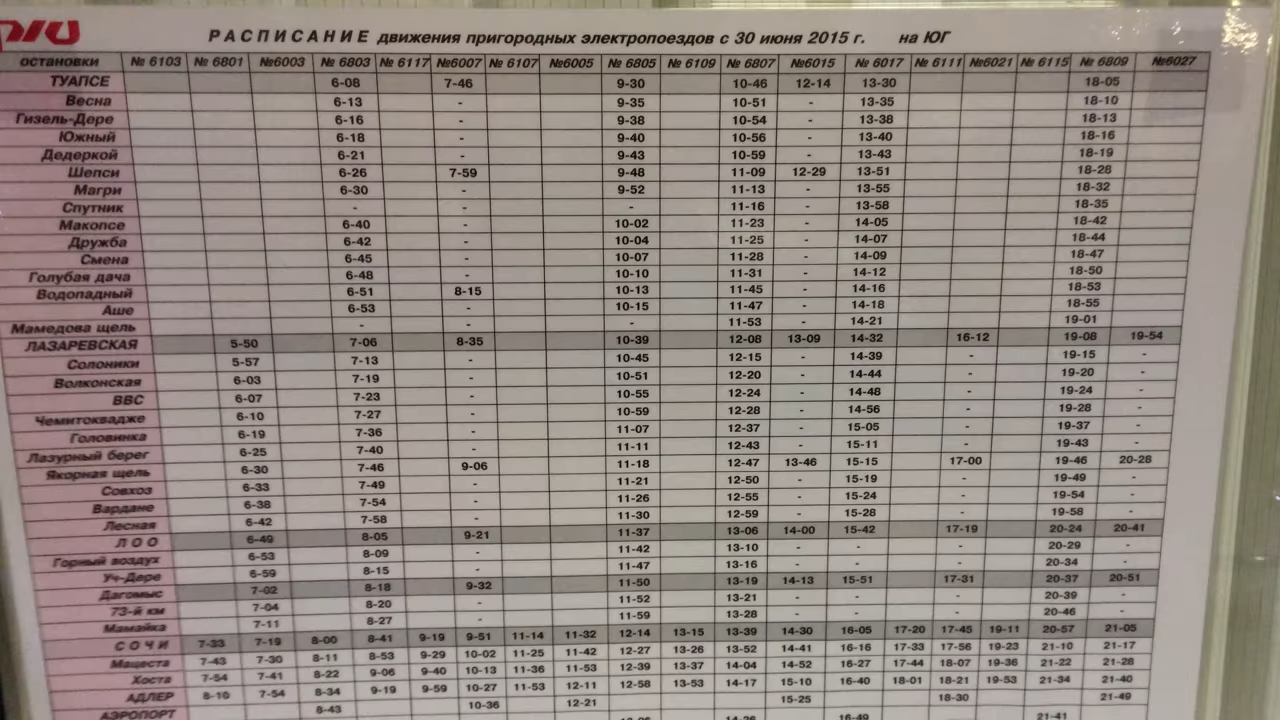 РАСПИСАНИЕ движения пригородных электропоездов с 30 июня 2015 г. на ЮГ
остановки № 6103 № 6801 №6003 № 6803 № 6117 №6007 № 6107 №6005 № 6805 № 6109 № 6807 №6015 № 6017 № 6111 №6021 № 6115 № 6809 №6027
ТУАПСЕ 6-08 7-46 9-30 10-46 12-14 13-30 18-05
Весна 6-13 - 9-35 10-51 - 13-35 18-10
Гизель-Дере 6-16 - 9-38 10-54 - 13-38 18-13
Южный 6-18 - 9-40 10-56 - 13-40 18-16
Дедеркой 6-21 - 9-43 10-59 - 13-43 18-19
Шепси 6-26 7-59 9-48 11-09 12-29 13-51 18-28
Магри 6-30 - 9-52 11-13 - 13-55 18-32
Спутник - - - 11-16 - 13-58 18-35
Макопсе 6-40 - 10-02 11-23 - 14-05 18-42
Дружба 6-42 - 10-04 11-25 - 14-07 18-44
Смена 6-45 - 10-07 11-28 - 14-09 18-47
Голубая дача 6-48 - 10-10 11-31 - 14-12 18-50
Водопадный 6-51 8-15 10-13 11-45 - 14-16 18-53
Аше 6-53 - 10-15 11-47 - 14-18 18-55
Мамедова щель - - - 11-53 - 14-21 19-01
ЛАЗАРЕВСКАЯ 5-50 7-06 8-35 10-39 12-08 13-09 14-32 16-12 19-08 19-54
Солоники 5-57 7-13 - 10-45 12-15 - 14-39 - 19-15 -
Волконская 6-03 7-19 - 10-51 12-20 - 14-44 - 19-20 -
ВВС 6-07 7-23 - 10-55 12-24 - 14-48 - 19-24 -
Чемитоквадже 6-10 7-27 - 10-59 12-28 - 14-56 - 19-28 -
Головинка 6-19 7-36 - 11-07 12-37 - 15-05 - 19-37 -
Лазурный берег 6-25 7-40 - 11-11 12-43 - 15-11 - 19-43 -
Якорная щель 6-30 7-46 9-06 11-18 12-47 13-46 15-15 17-00 19-46 20-28
Совхоз 6-33 7-49 - 11-21 12-50 - 15-19 - 19-49 -
Вардане 6-38 7-54 - 11-26 12-55 - 15-24 - 19-54 -
Лесная 6-42 7-58 - 11-30 12-59 - 15-28 - 19-58 -
ЛОО 6-49 8-05 9-21 11-37 13-06 14-00 15-42 17-19 20-24 20-41
Горный воздух 6-53 8-09 - 11-42 13-10 - - - 20-29 -
Уч-Дере 6-59 8-15 - 11-47 13-16 - - - 20-34 -
Дагомыс 7-02 8-18 9-32 11-50 13-19 14-13 15-51 17-31 20-37 20-51
73-й км 7-04 8-20 - 11-52 13-21 - - - 20-39 -
Мамайка 7-11 8-27 - 11-59 13-28 - - - 20-46 -
СОЧИ 7-33 7-19 8-00 8-41 9-19 9-51 11-14 11-32 12-14 13-15 13-39 14-30 16-05 17-20 17-45 19-11 20-57 21-05
Мацеста 7-43 7-30 8-11 8-53 9-29 10-02 11-25 11-42 12-27 13-26 13-52 14-41 16-16 17-33 17-56 19-23 21-10 21-17
Хоста 7-54 7-41 8-22 9-06 9-40 10-13 11-36 11-53 12-39 13-37 14-04 14-52 16-27 17-44 18-07 19-36 21-22 21-28
АДЛЕР 8-10 7-54 8-34 9-19 9-59 10-27 11-53 12-11 12-58 13-53 14-17 15-10 16-40 18-01 18-21 19-53 21-34 21-40
АЭРОПОРТ 8-43 10-36 12-21 15-25 16-49 18-30 21-41 21-49